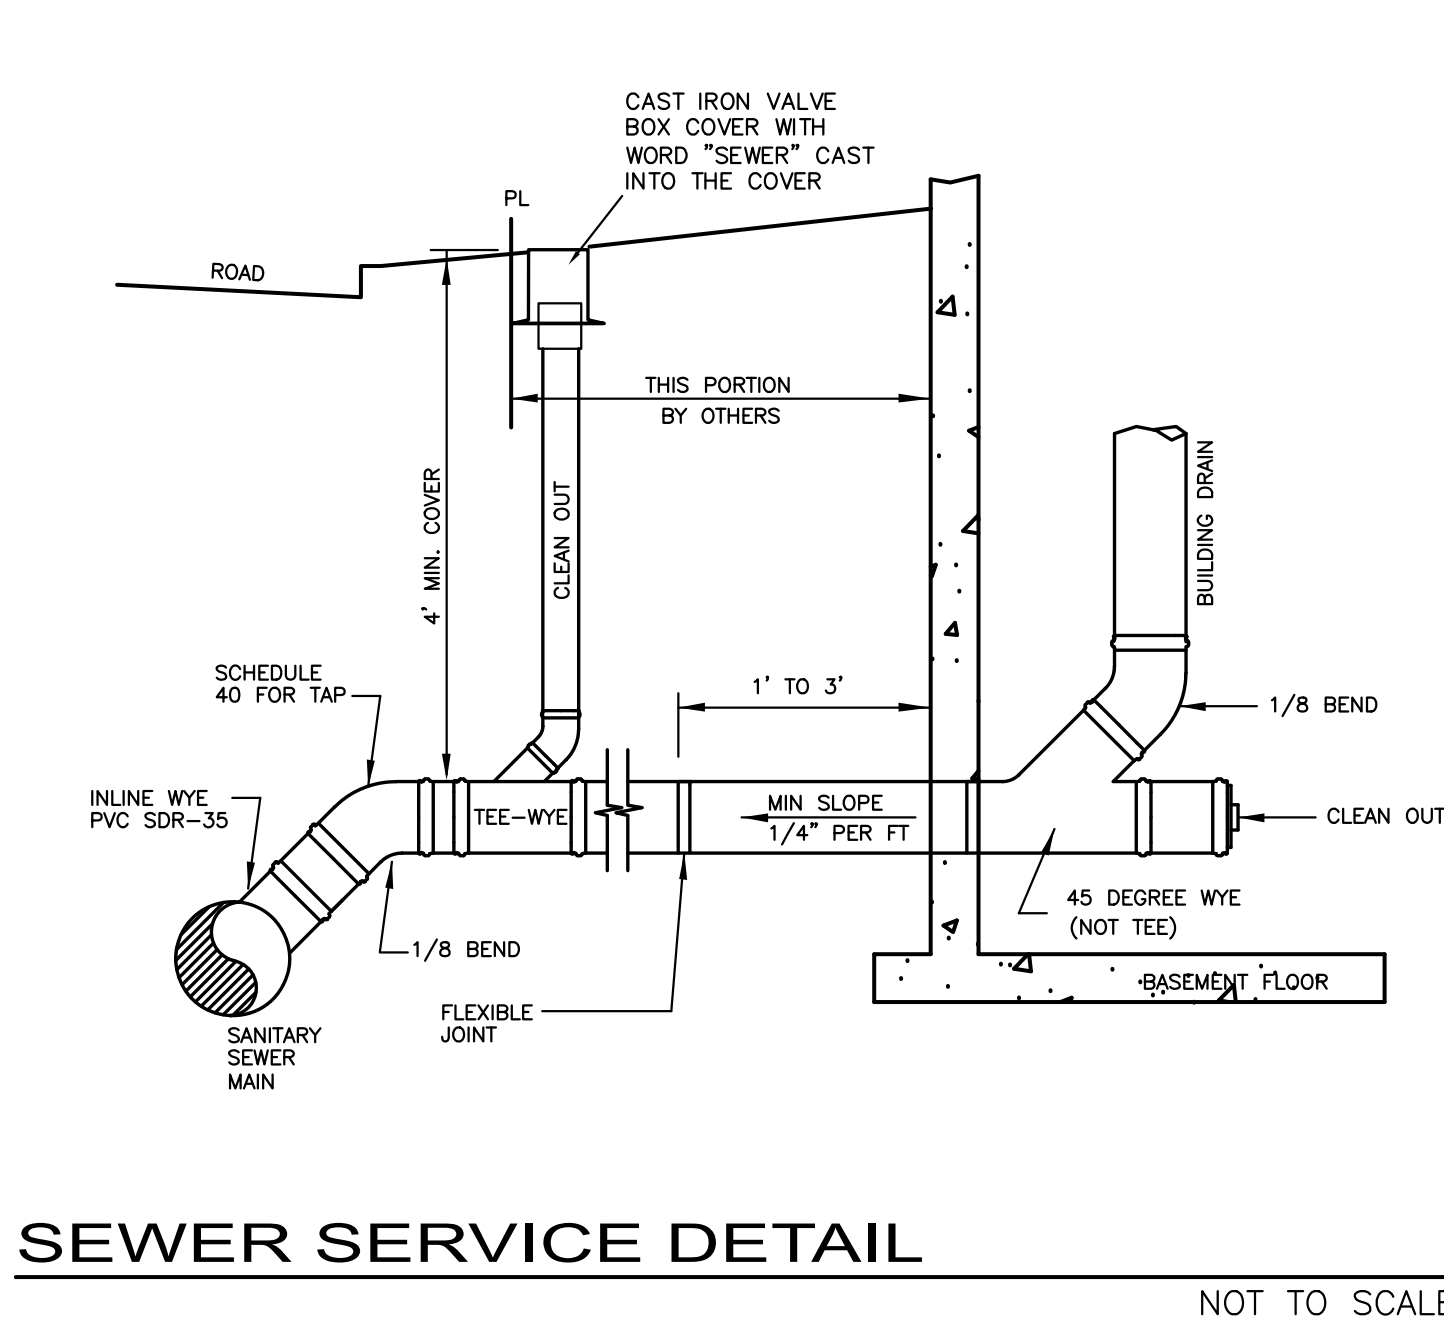 CAST IRON VALVE
BOX COVER WITH
WORD "SEWER" CAST
INTO THE COVER
PL
ROAD
THIS PORTION
BY OTHERS
4' MIN. COVER
CLEAN OUT
BUILDING DRAIN
SCHEDULE
40 FOR TAP
1' TO 3'
1/8 BEND
INLINE WYE
PVC SDR-35
TEE-WYE
MIN SLOPE
1/4" PER FT
CLEAN OUT
45 DEGREE WYE
(NOT TEE)
1/8 BEND
BASEMENT FLOOR
FLEXIBLE
JOINT
SANITARY
SEWER
MAIN
SEWER SERVICE DETAIL
NOT TO SCALE